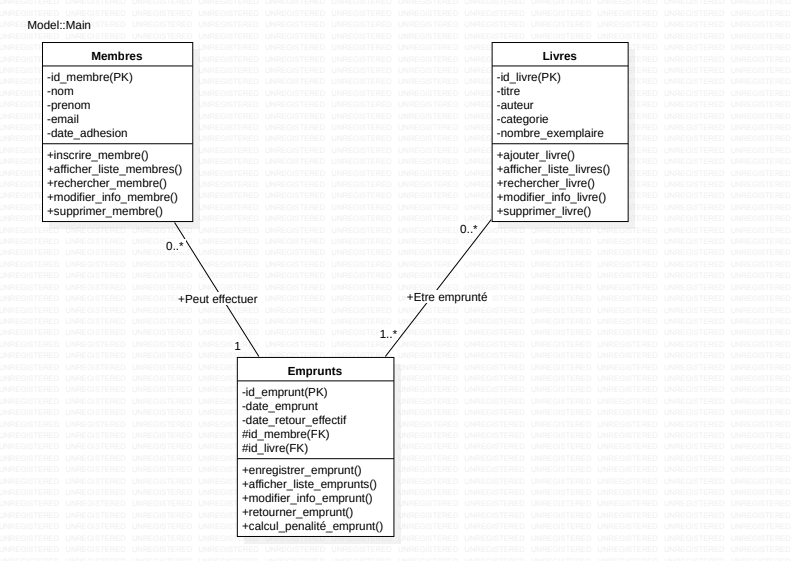 Model::Main
Membres
-id_membre(PK)
-nom
-prenom
-email
-date_adhesion
+inscrire_membre()
+afficher_liste_membres()
+rechercher_membre()
+modifier_info_membre()
+supprimer_membre()
Livres
-id_livre(PK)
-titre
-auteur
-categorie
-nombre_exemplaire
+ajouter_livre()
+afficher_liste_livres()
+rechercher_livre()
+modifier_info_livre()
+supprimer_livre()
0..*
+Peut effectuer
1
0..*
+Etre emprunté
1..*
Emprunts
-id_emprunt(PK)
-date_emprunt
-date_retour_effectif
#id_membre(FK)
#id_livre(FK)
+enregistrer_emprunt()
+afficher_liste_emprunts()
+modifier_info_emprunt()
+retourner_emprunt()
+calcul_penalité_emprunt()
UNREGISTERED